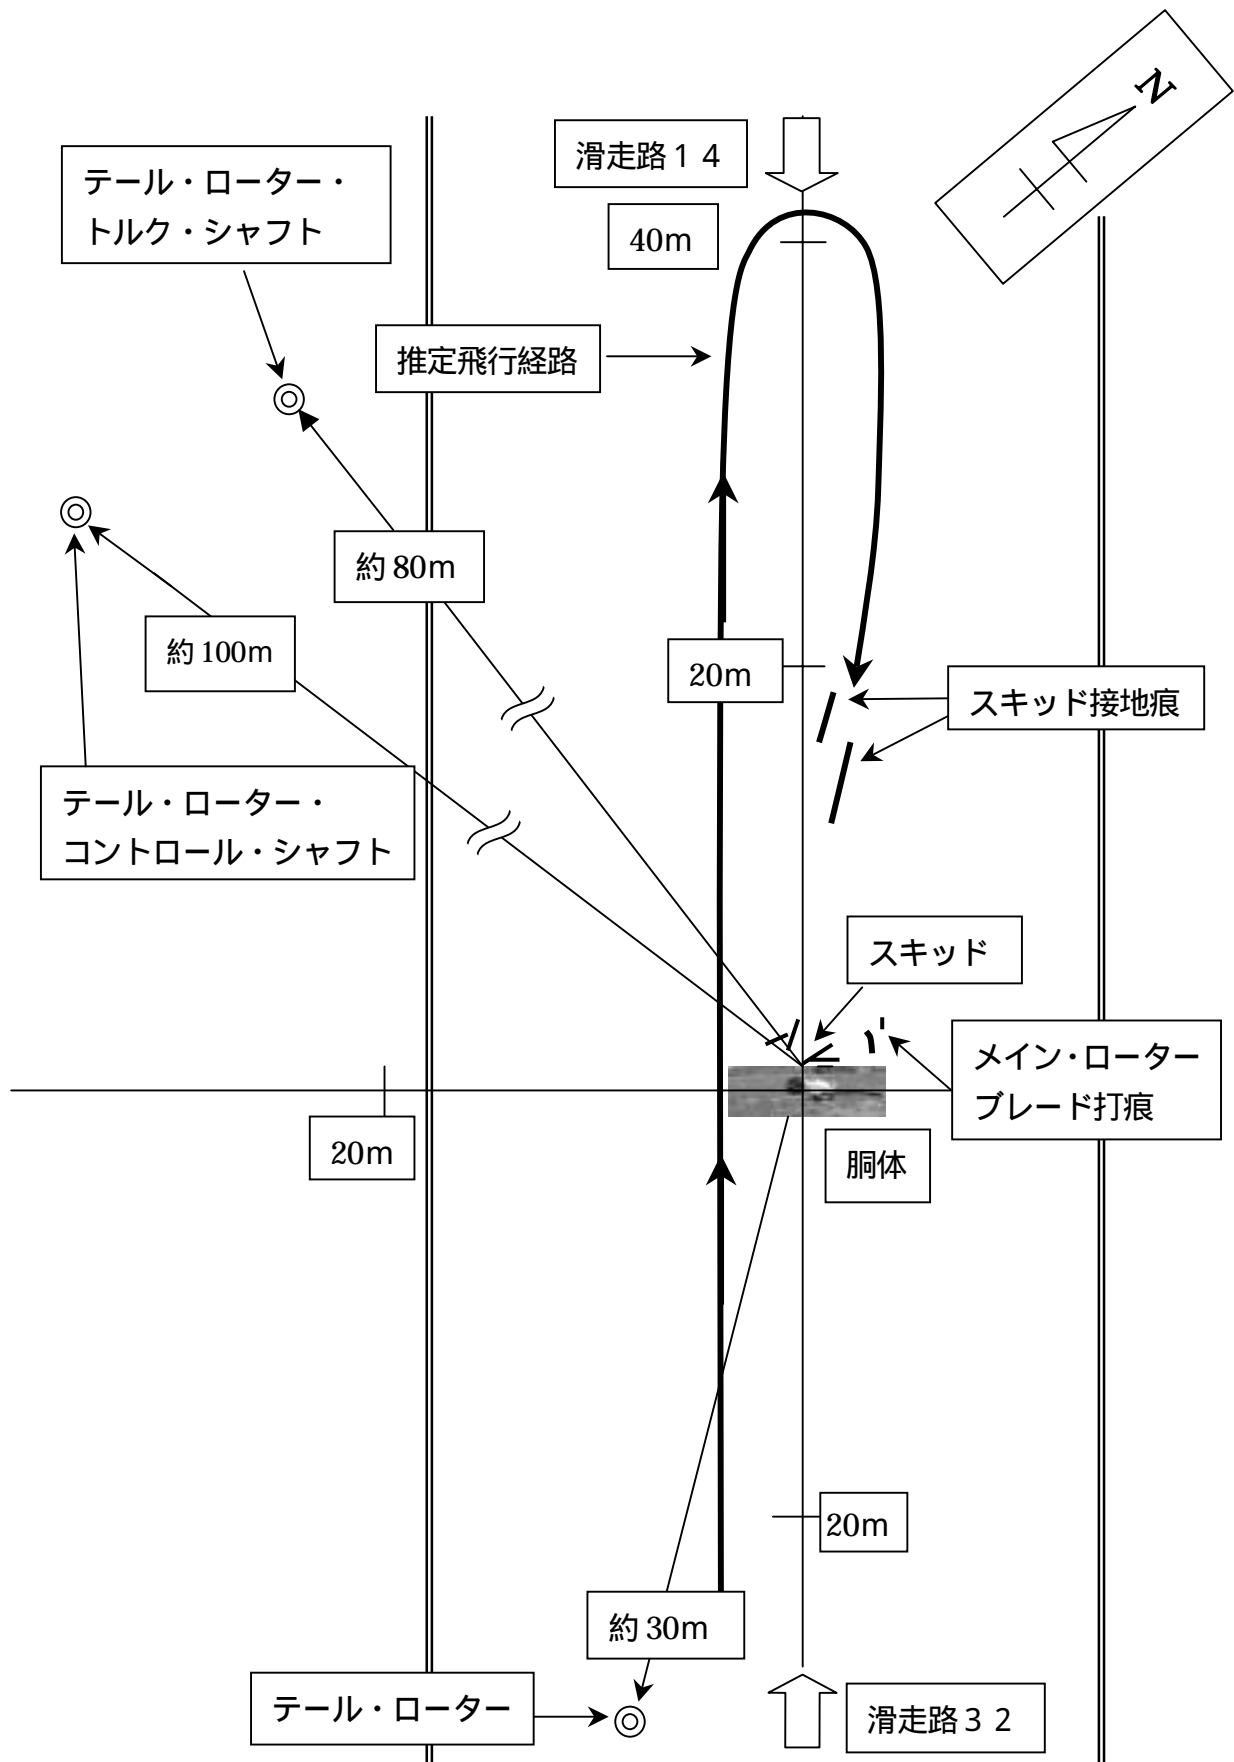 N
滑走路１４
テール・ローター・
トルク・シャフト
40m
推定飛行経路
約 80m
約 100m
20m
スキッド接地痕
テール・ローター・
コントロール・シャフト
スキッド
メイン・ローター
ブレード打痕
20m
胴体
20m
約 30m
テール・ローター
滑走路３２